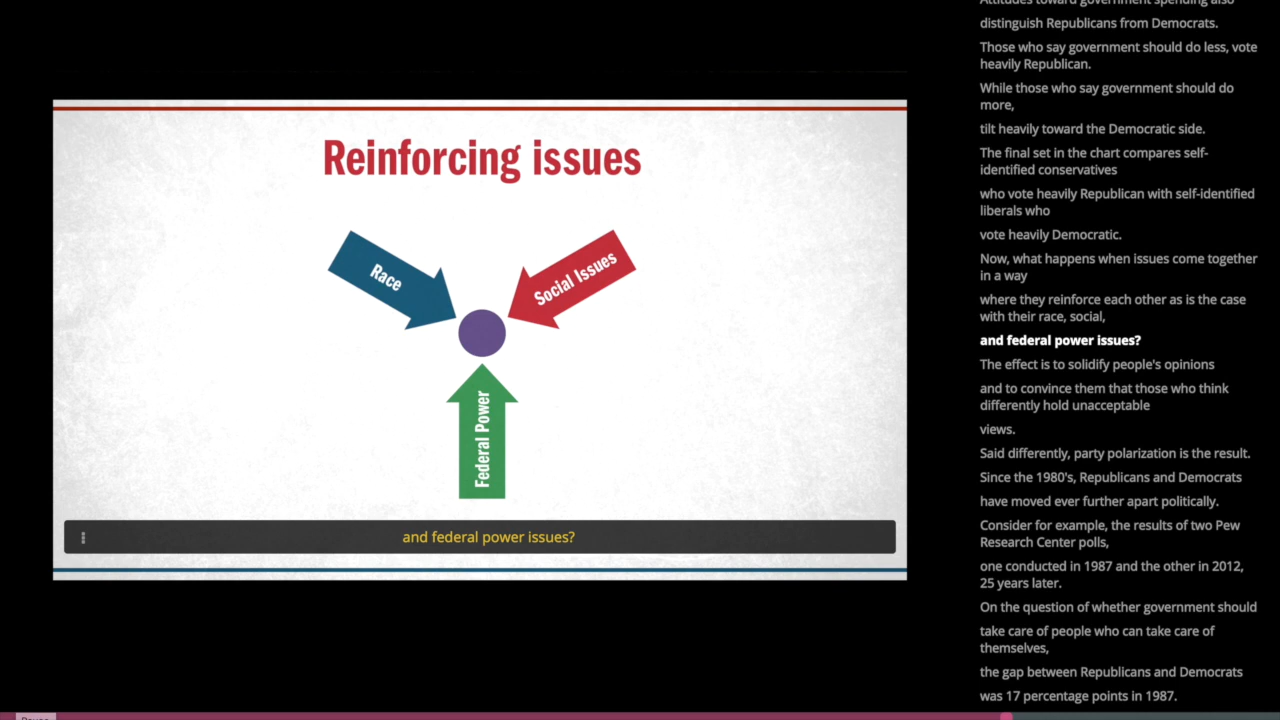 Reinforcing issues
Race
Social Issues
Federal Power
and federal power issues?
Attitudes toward government spending also
distinguish Republicans from Democrats.
Those who say government should do less, vote
heavily Republican.
While those who say government should do
more,
tilt heavily toward the Democratic side.
The final set in the chart compares self-
identified conservatives
who vote heavily Republican with self-identified
liberals who
vote heavily Democratic.
Now, what happens when issues come together
in a way
where they reinforce each other as is the case
with their race, social,
and federal power issues?
The effect is to solidify people's opinions
and to convince them that those who think
differently hold unacceptable
views.
Said differently, party polarization is the result.
Since the 1980's, Republicans and Democrats
have moved ever further apart politically.
Consider for example, the results of two Pew
Research Center polls,
one conducted in 1987 and the other in 2012,
25 years later.
On the question of whether government should
take care of people who can take care of
themselves,
the gap between Republicans and Democrats
was 17 percentage points in 1987.